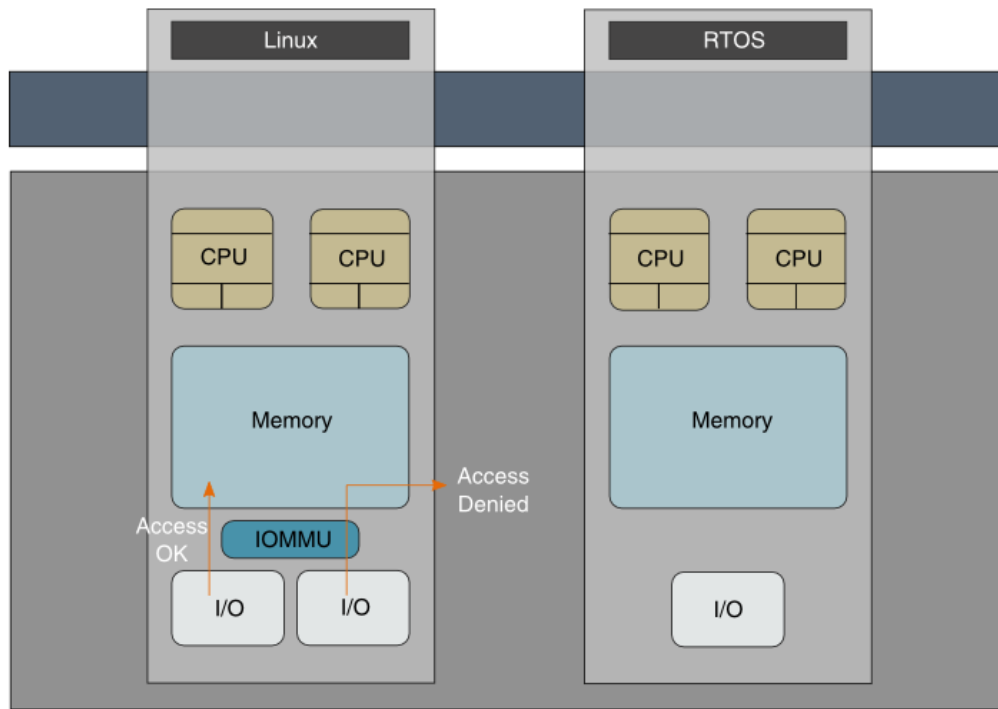 Linux
RTOS
CPU
CPU
CPU
CPU
Memory
Memory
Access
Denied
Access
OK
IOMMU
I/O
I/O
I/O